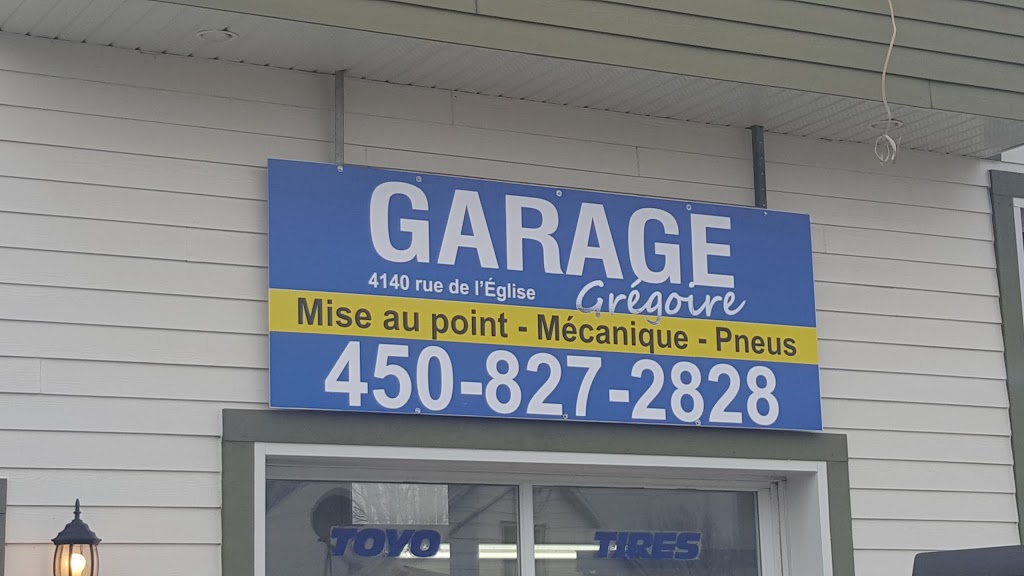 GARAGE
4140 rue de l'Église
Grégoire
Mise au point - Mécanique - Pneus
450-827-2828
TOYO TIRES